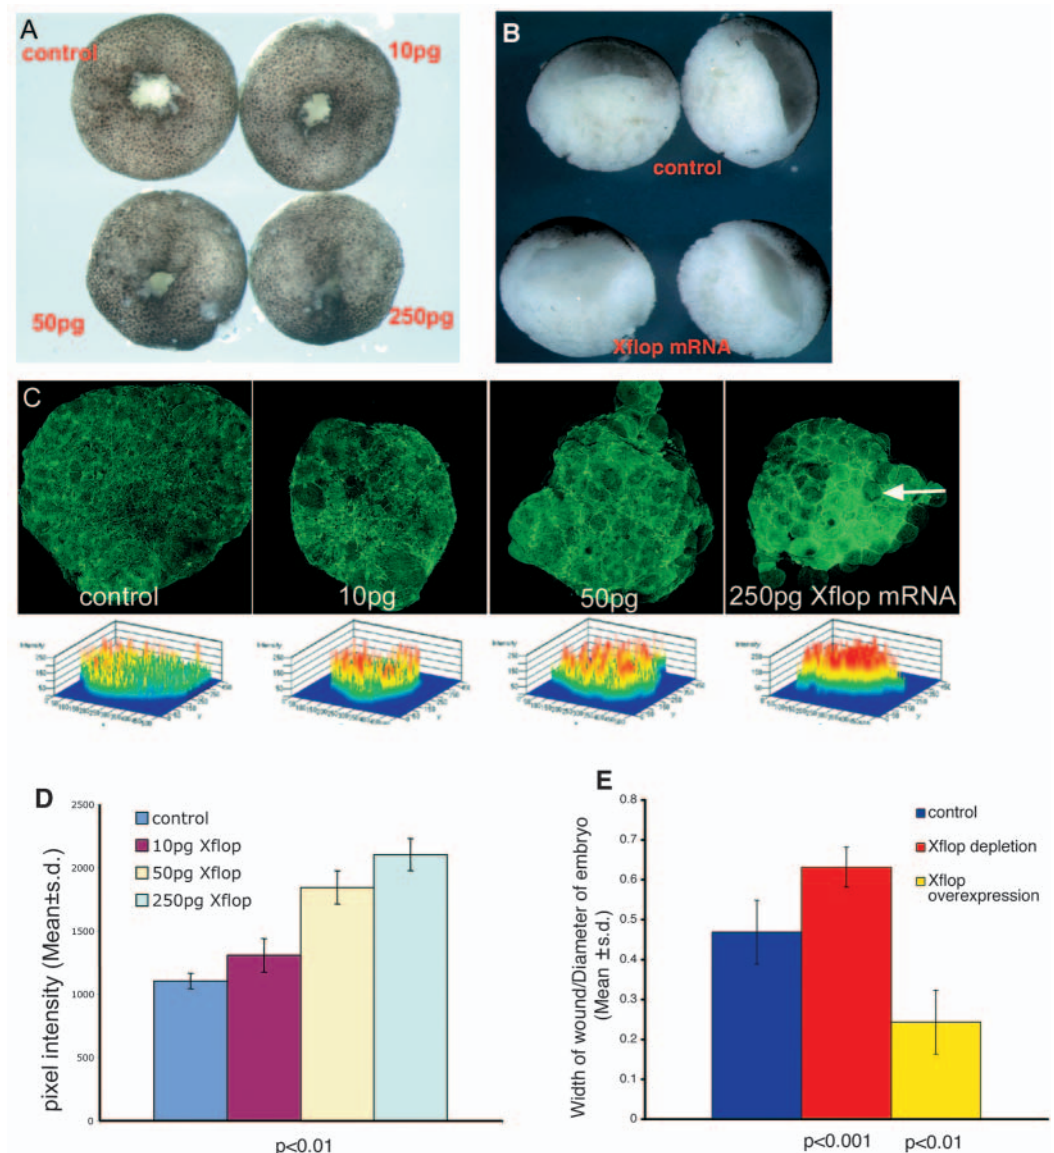 A
control
10pg
50pg
250pg
B
control
Xflop mRNA
C
control
10pg
50pg
250pg Xflop mRNA
D
pixel intensity (Mean±s.d.)
2500
2000
1500
1000
500
0
control
10pg Xflop
50pg Xflop
250pg Xflop
p<0.01
E
Width of wound/Diameter of embryo
(Mean ±s.d.)
0.8
0.7
0.6
0.5
0.4
0.3
0.2
0.1
0
control
Xflop depletion
Xflop
overexpression
p<0.001
p<0.01